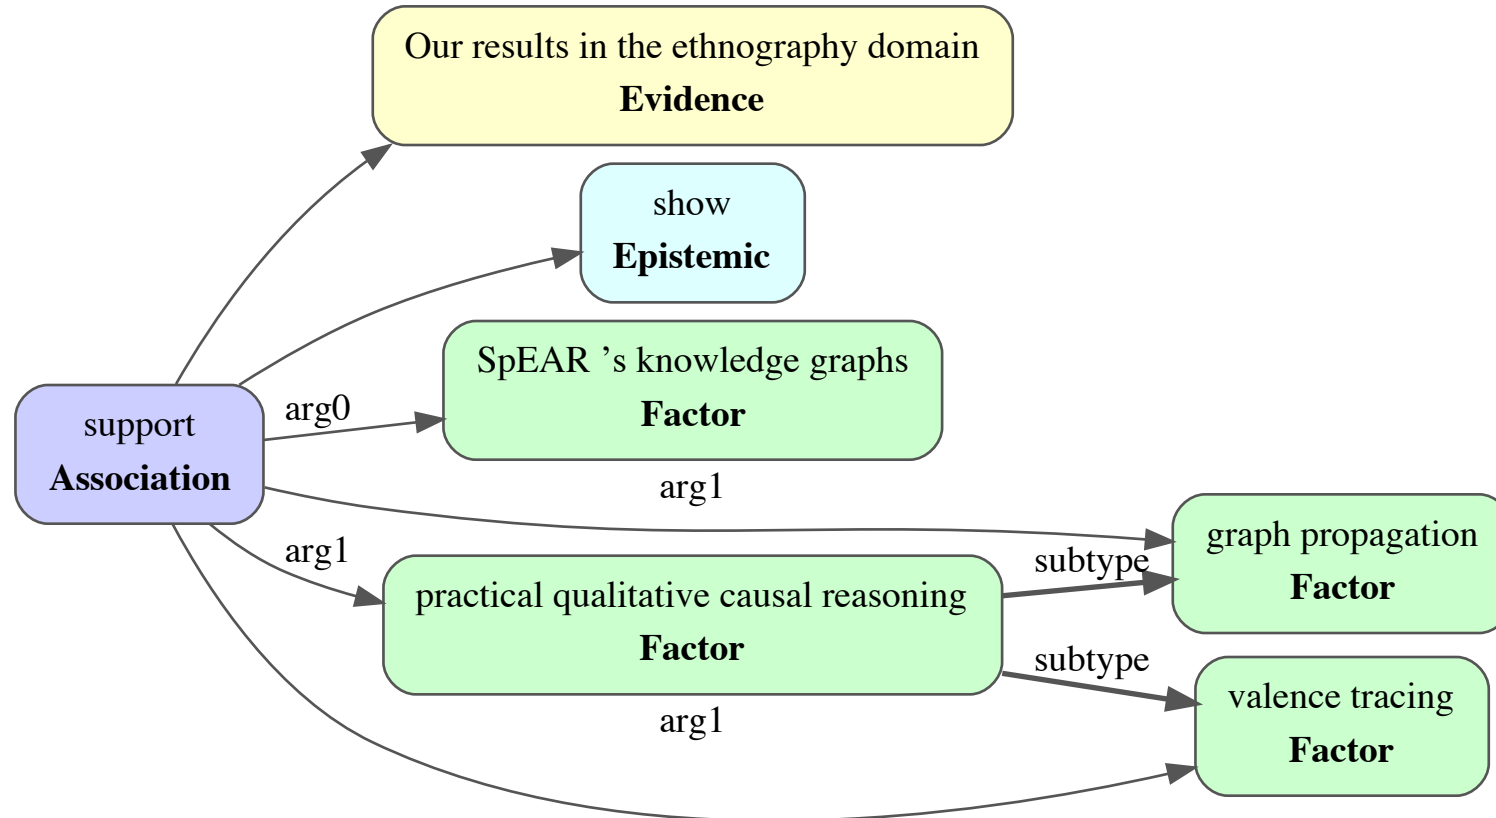 Our results in the ethnography domain
Evidence
show
Epistemic
SpEAR ’s knowledge graphs
Factor
support
Association
arg0
arg1
arg1
practical qualitative causal reasoning
Factor
subtype
graph propagation
Factor
subtype
valence tracing
Factor
arg1